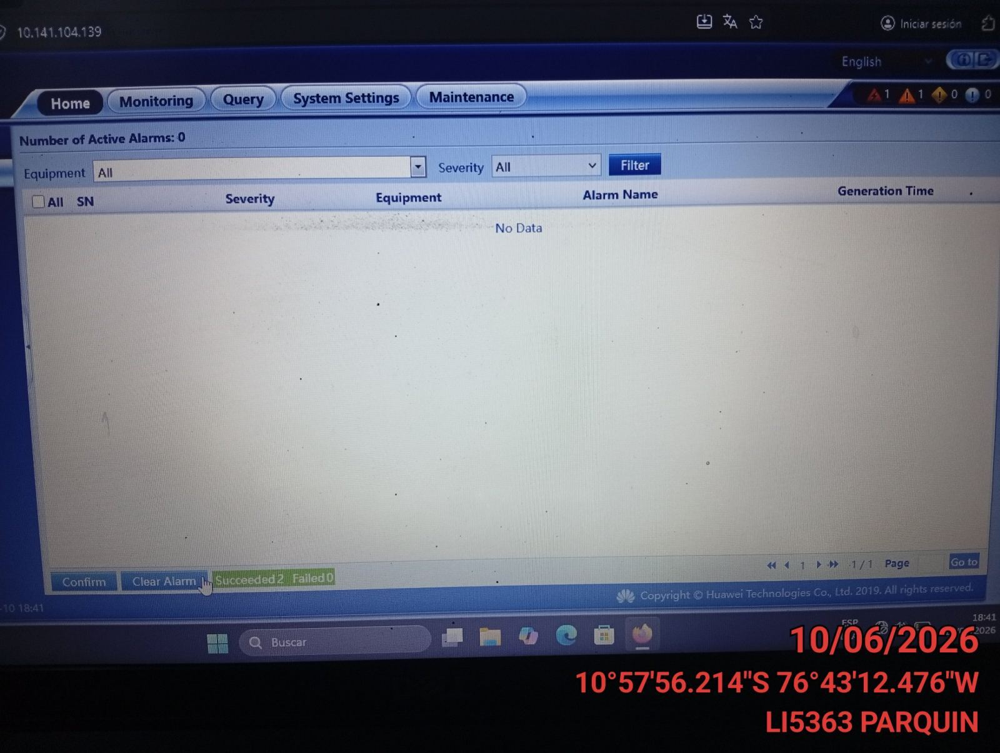 10.141.104.139
Iniciar sesión
English
Home Monitoring Query System Settings Maintenance
1 1 0 0
Number of Active Alarms: 0
Equipment All Severity All Filter
All SN Severity Equipment Alarm Name Generation Time
No Data
1 1 / 1 Page Go to
Confirm Clear Alarm Succeeded 2 Failed 0
Copyright © Huawei Technologies Co., Ltd. 2019. All rights reserved.
-10 18:41
Buscar
ESP
18:41
2026
10/06/2026
10°57'56.214"S 76°43'12.476"W
LI5363 PARQUIN